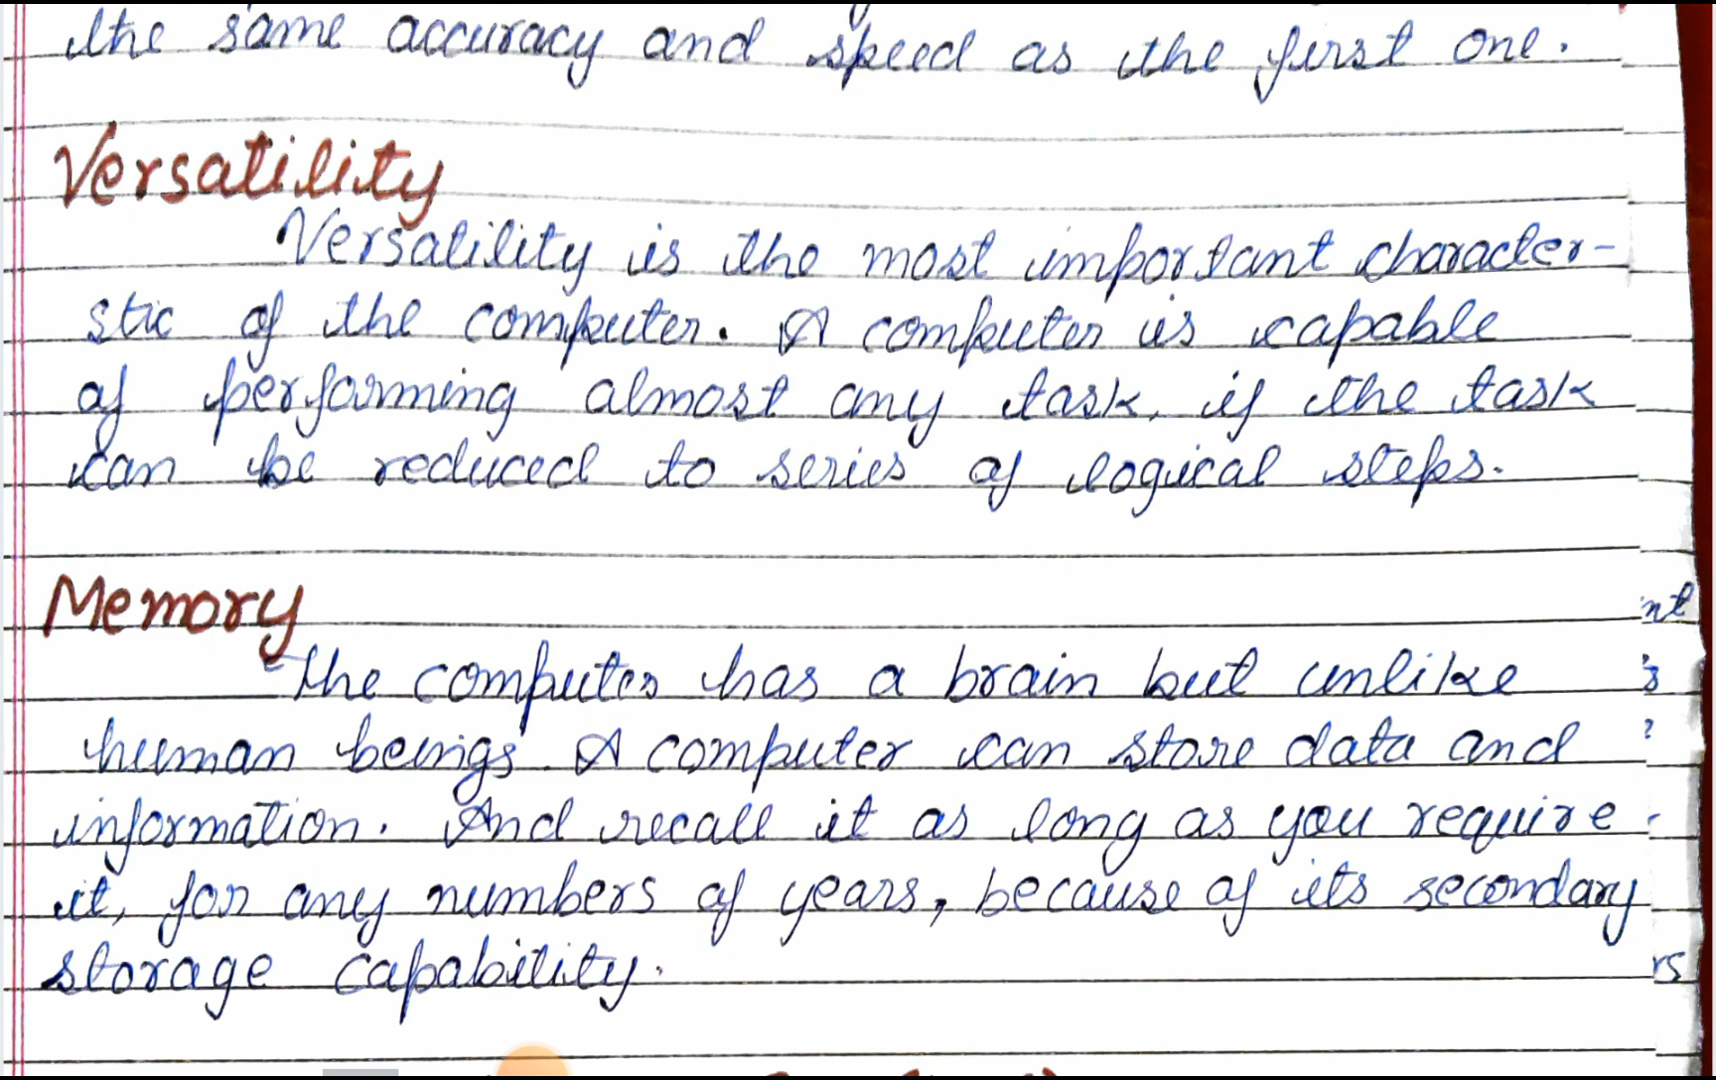 the same accuracy and speed as the first one.
Versatility
Versatility is the most important character-
stic of the computer. A computer is capable
of performing almost any task, if the task
can be reduced to series of logical steps.
Memory
nt
The computer has a brain but unlike
human beings. A computer can store data and
information. And recall it as long as you require
it, for any numbers of years, because of its secondary
storage capability.
rs